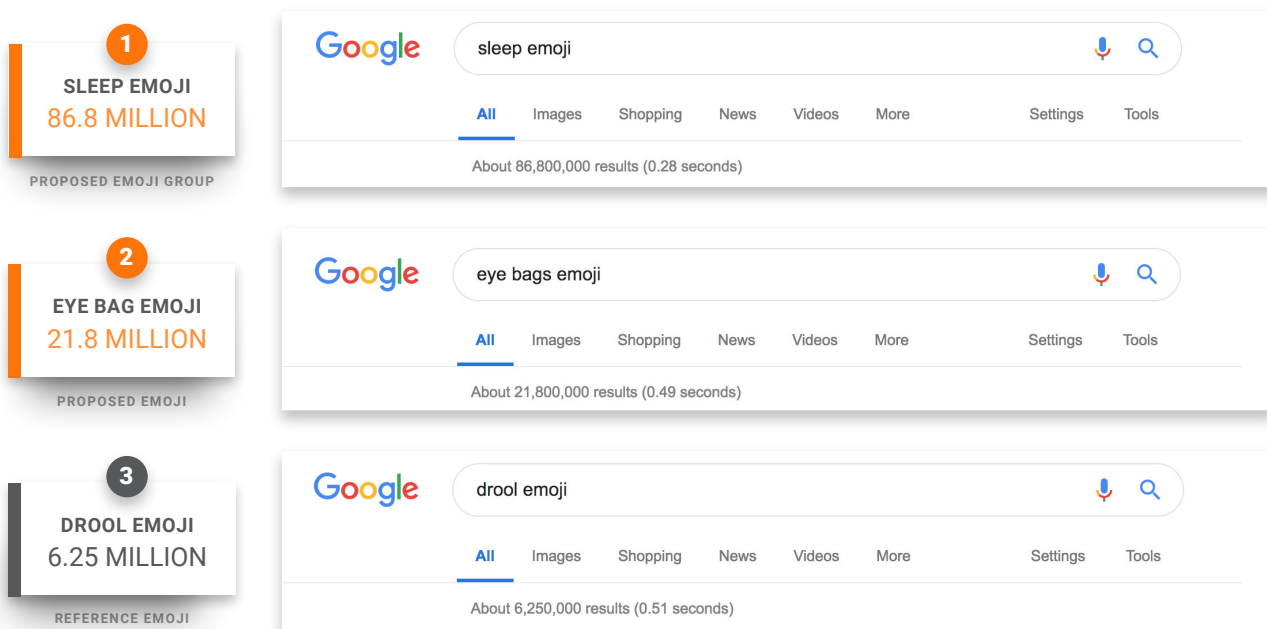 1
SLEEP EMOJI
86.8 MILLION
PROPOSED EMOJI GROUP
Google
sleep emoji
All Images Shopping News Videos More Settings Tools
About 86,800,000 results (0.28 seconds)
2
EYE BAG EMOJI
21.8 MILLION
PROPOSED EMOJI
Google
eye bags emoji
All Images Shopping News Videos More Settings Tools
About 21,800,000 results (0.49 seconds)
3
DROOL EMOJI
6.25 MILLION
REFERENCE EMOJI
Google
drool emoji
All Images Shopping News Videos More Settings Tools
About 6,250,000 results (0.51 seconds)